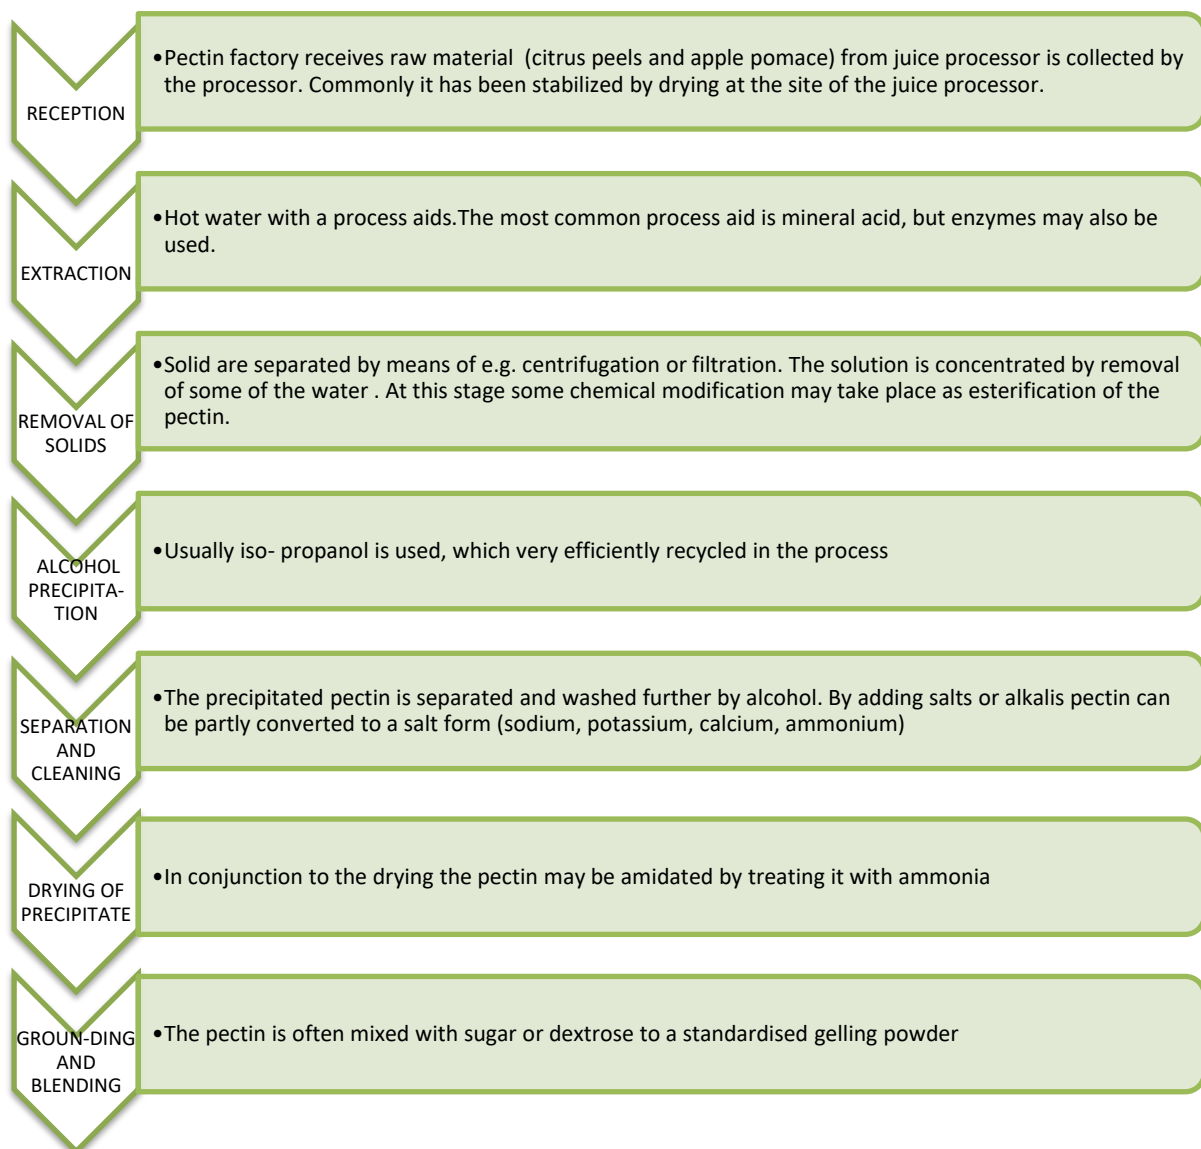 RECEPTION
•Pectin factory receives raw material  (citrus peels and apple pomace) from juice processor is collected by
the processor. Commonly it has been stabilized by drying at the site of the juice processor.
EXTRACTION
•Hot water with a process aids.The most common process aid is mineral acid, but enzymes may also be
used.
REMOVAL OF
SOLIDS
•Solid are separated by means of e.g. centrifugation or filtration. The solution is concentrated by removal
of some of the water . At this stage some chemical modification may take place as esterification of the
pectin.
ALCOHOL
PRECIPITA-
TION
•Usually iso- propanol is used, which very efficiently recycled in the process
SEPARATION
AND
CLEANING
•The precipitated pectin is separated and washed further by alcohol. By adding salts or alkalis pectin can
be partly converted to a salt form (sodium, potassium, calcium, ammonium)
DRYING OF
PRECIPITATE
•In conjunction to the drying the pectin may be amidated by treating it with ammonia
GROUN-DING
AND
BLENDING
•The pectin is often mixed with sugar or dextrose to a standardised gelling powder